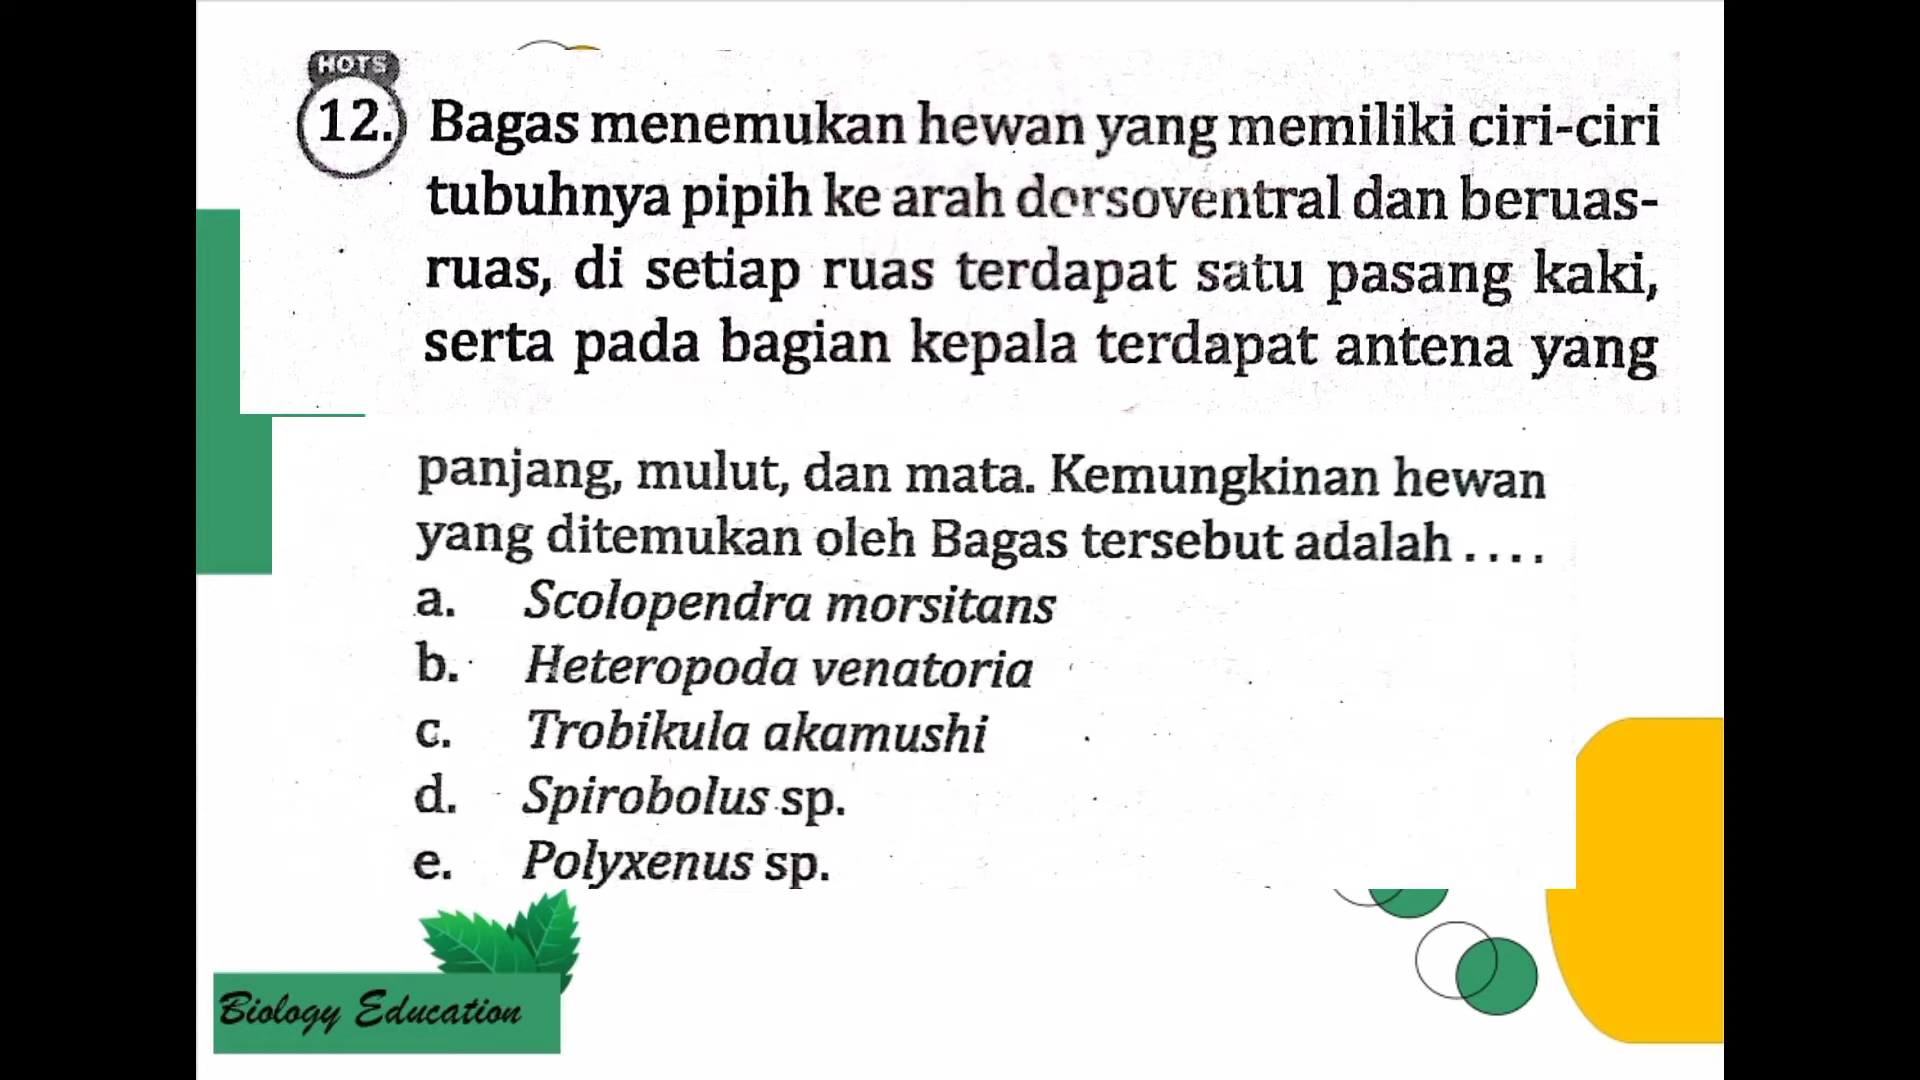 HOTS
12. Bagas menemukan hewan yang memiliki ciri-ciri
tubuhnya pipih ke arah dorsoventral dan beruas-
ruas, di setiap ruas terdapat satu pasang kaki,
serta pada bagian kepala terdapat antena yang
panjang, mulut, dan mata. Kemungkinan hewan
yang ditemukan oleh Bagas tersebut adalah . . . .
a. Scolopendra morsitans
b. Heteropoda venatoria
c. Trobikula akamushi
d. Spirobolus sp.
e. Polyxenus sp.
Biology Education